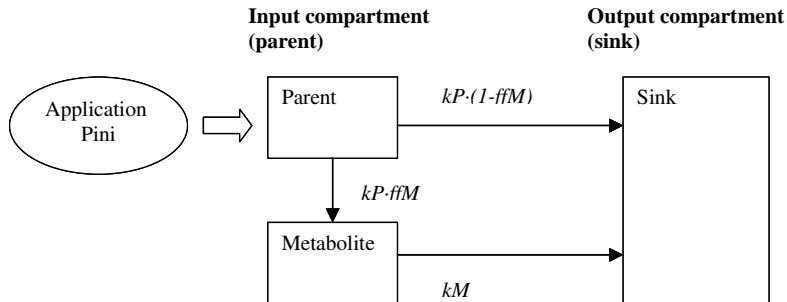 Input compartment
(parent)
Output compartment
(sink)
Application
Pini
Parent
kP·(1-ffM)
Sink
kP·ffM
Metabolite
kM